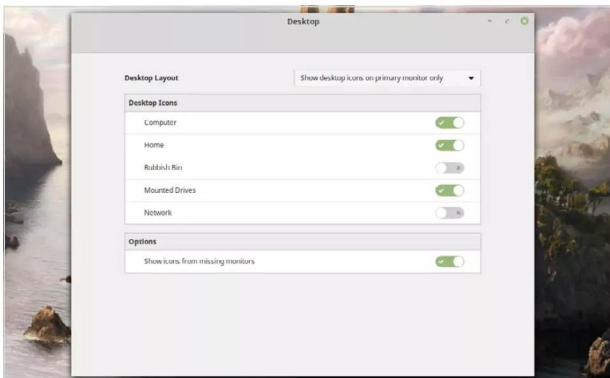 Desktop
Desktop Layout Show desktop icons on primary monitor only
Desktop Icons
Computer
Home
Rubbish Bin
Mounted Drives
Network
Options
Show icons from missing monitors